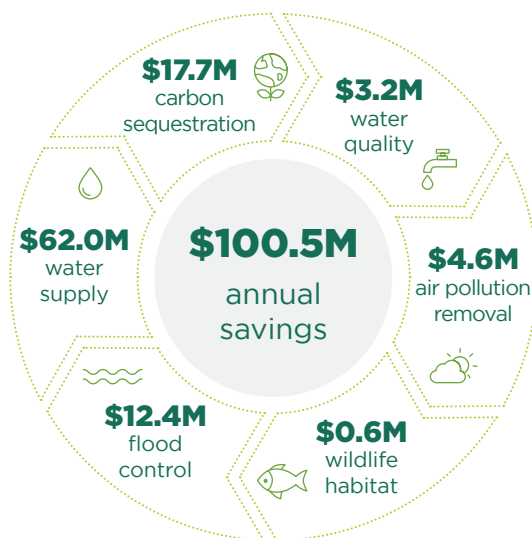 $17.7M
carbon
sequestration
$3.2M
water
quality
$62.0M
water
supply
$100.5M
annual
savings
$4.6M
air pollution
removal
$12.4M
flood
control
$0.6M
wildlife
habitat